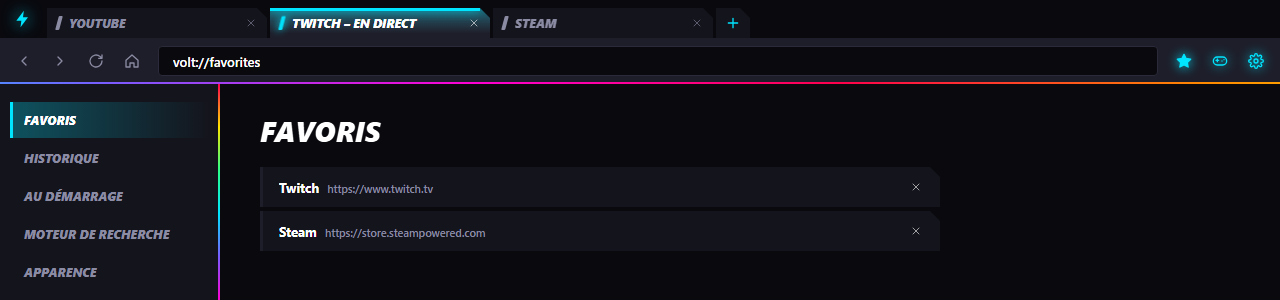 YOUTUBE
TWITCH – EN DIRECT
STEAM
volt://favorites
FAVORIS
HISTORIQUE
AU DÉMARRAGE
MOTEUR DE RECHERCHE
APPARENCE
FAVORIS
Twitch https://www.twitch.tv
Steam https://store.steampowered.com